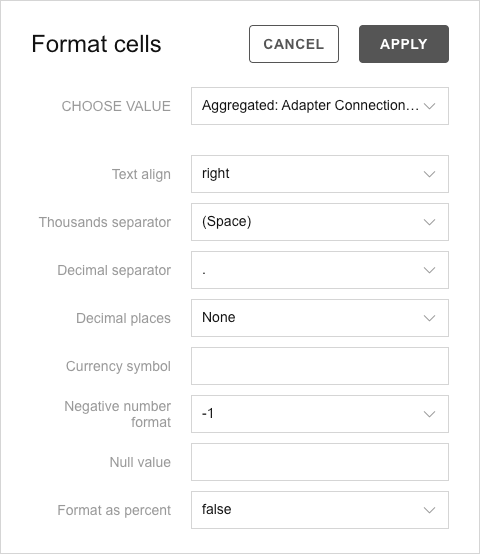 Format cells
CANCEL
APPLY
CHOOSE VALUE
Aggregated: Adapter Connection...
Text align
right
Thousands separator
(Space)
Decimal separator
.
Decimal places
None
Currency symbol
Negative number
format
-1
Null value
Format as percent
false